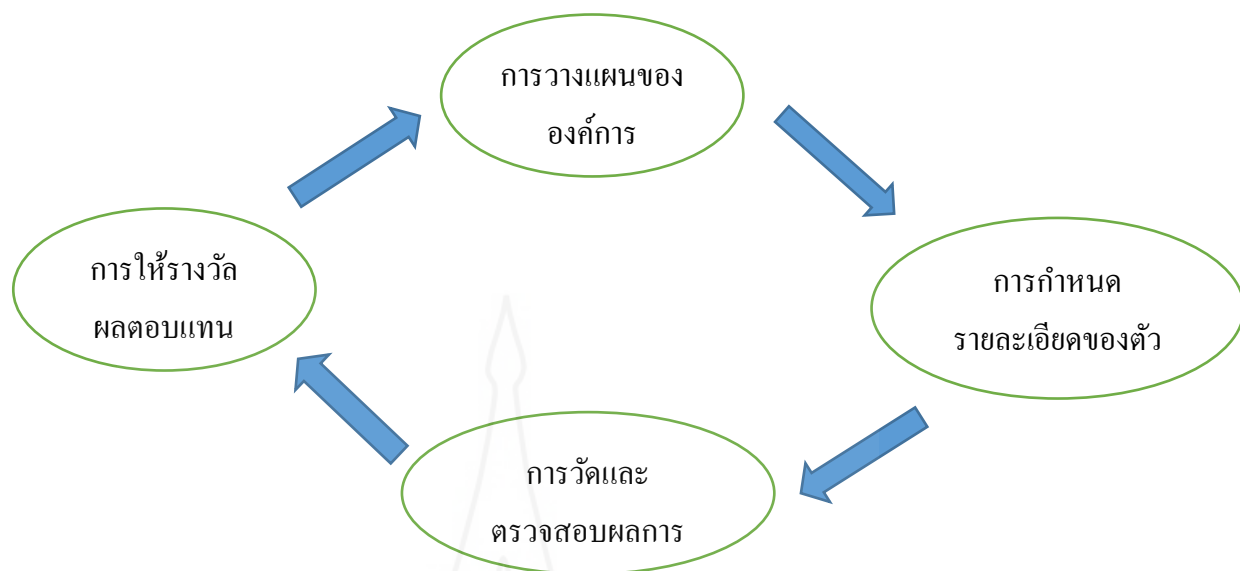 การวางแผนของ
องค์การ
การให้รางวัล
ผลตอบแทน
การกำหนด
รายละเอียดของตัว
การวัดและ
ตรวจสอบผลการ